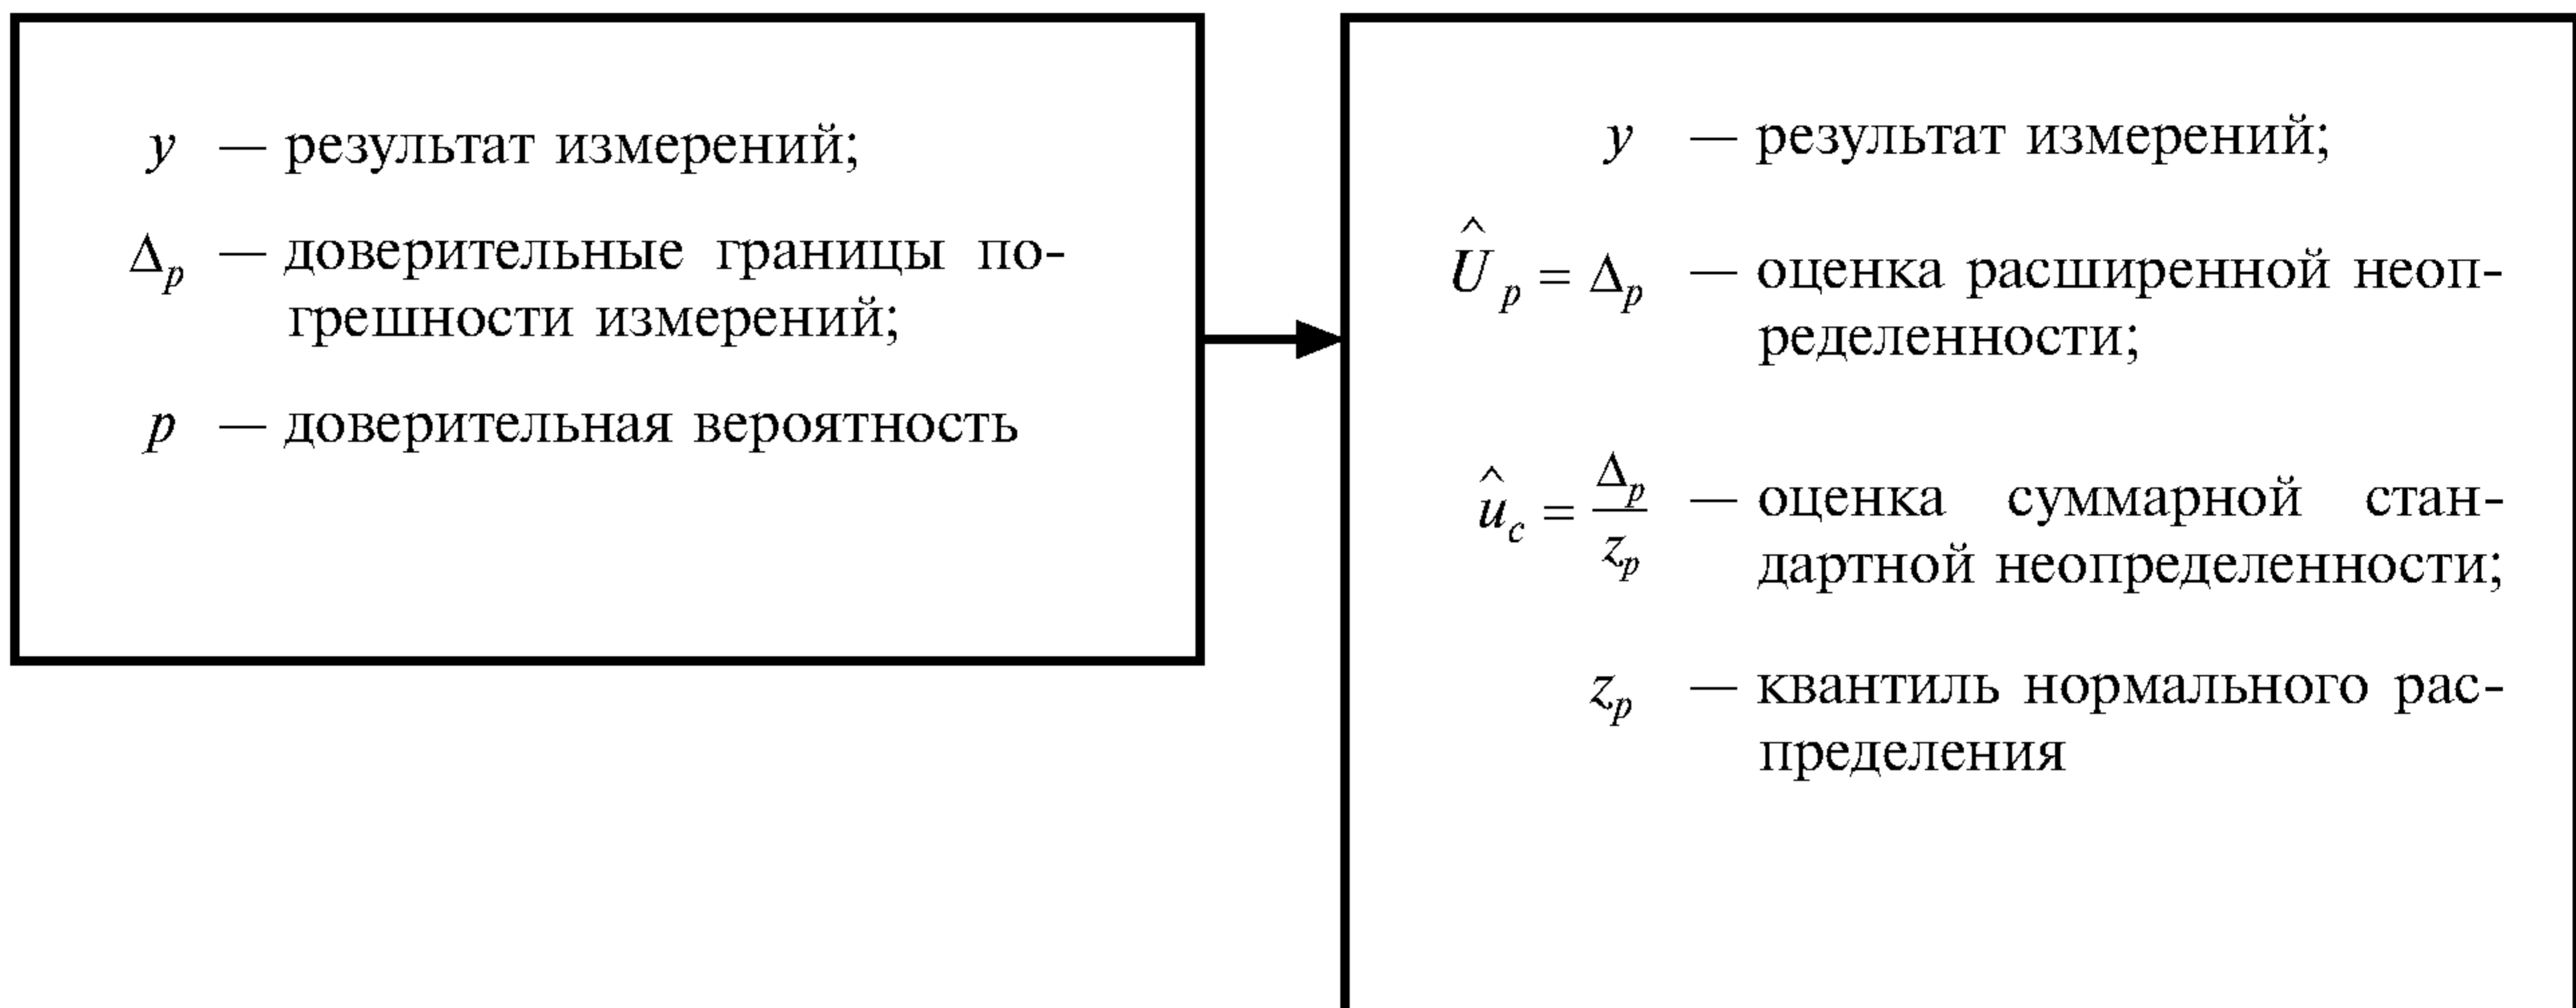 y — результат измерений;
Δ_p — доверительные границы по-
грешности измерений;
p — доверительная вероятность
y — результат измерений;
Û_p = Δ_p — оценка расширенной неоп-
ределенности;
û_c = Δ_p / z_p — оценка суммарной стан-
дартной неопределенности;
z_p — квантиль нормального рас-
пределения